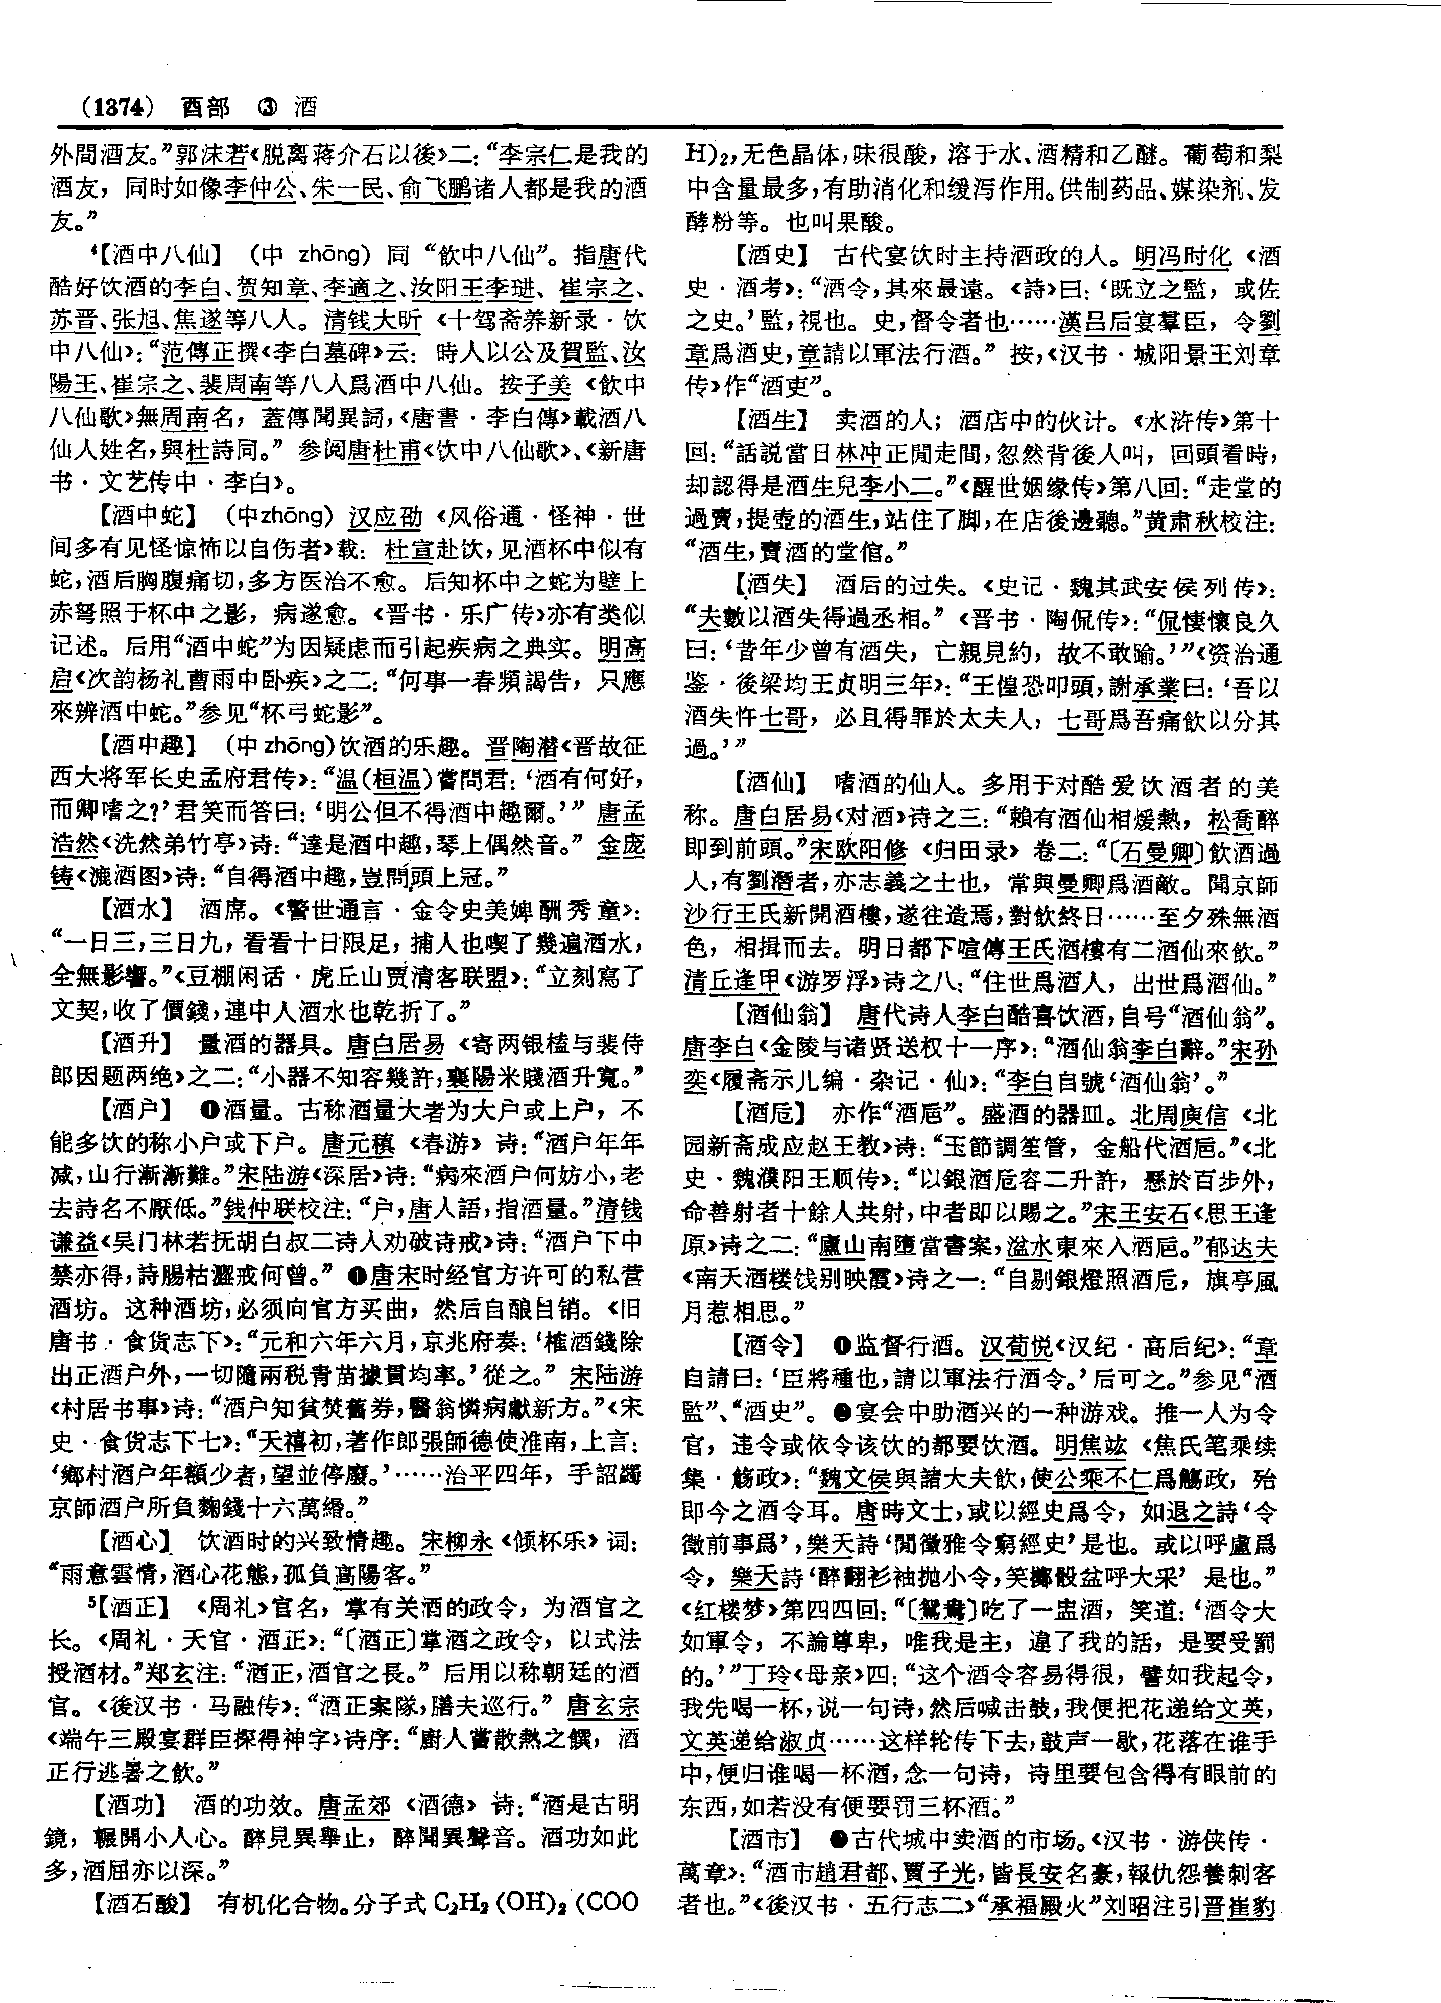 (1374) 酉部 ③ 酒
外間酒友。”郭沫若《脱离蒋介石以後》二：“李宗仁是我的
酒友，同时如像李仲公、朱一民、俞飞鹏诸人都是我的酒
友。”
⁴【酒中八仙】 （中 zhōng）同“飲中八仙”。指唐代
酷好饮酒的李白、贺知章、李適之、汝阳王李琎、崔宗之、
苏晋、张旭、焦遂等八人。清钱大昕《十驾斋养新录·饮
中八仙》：“范傳正撰《李白墓碑》云：時人以公及賀監、汝
陽王、崔宗之、裴周南等八人爲酒中八仙。按子美《飲中
八仙歌》無周南名，蓋傳聞異詞，《唐書·李白傳》載酒八
仙人姓名，與杜詩同。” 参阅唐杜甫《饮中八仙歌》、《新唐
书·文艺传中·李白》。
【酒中蛇】 （中zhōng）汉应劭《风俗通·怪神·世
间多有见怪惊怖以自伤者》载：杜宣赴饮，见酒杯中似有
蛇，酒后胸腹痛切，多方医治不愈。后知杯中之蛇为壁上
赤弩照于杯中之影，病遂愈。《晋书·乐广传》亦有类似
记述。后用“酒中蛇”为因疑虑而引起疾病之典实。明高
启《次韵杨礼曹雨中卧疾》之二：“何事一春頻謁告，只應
來辨酒中蛇。”参见“杯弓蛇影”。
【酒中趣】 （中 zhōng）饮酒的乐趣。晋陶潜《晋故征
西大将军长史孟府君传》：“温（桓温）嘗問君：‘酒有何好，
而卿嗜之？’君笑而答曰：‘明公但不得酒中趣爾。’” 唐孟
浩然《洗然弟竹亭》诗：“達是酒中趣，琴上偶然音。” 金庞
铸《漉酒图》诗：“自得酒中趣，豈問頭上冠。”
【酒水】 酒席。《警世通言·金令史美婢酬秀童》：
“一日三，三日九，看看十日限足，捕人也喫了幾遍酒水，
全無影響。”《豆棚闲话·虎丘山贾清客联盟》：“立刻寫了
文契，收了價錢，連中人酒水也乾折了。”
【酒升】 量酒的器具。唐白居易《寄两银榼与裴侍
郎因题两绝》之二：“小器不知容幾許，襄陽米賤酒升寬。”
【酒户】 ❶酒量。古称酒量大者为大户或上户，不
能多饮的称小户或下户。唐元稹《春游》诗：“酒户年年
减，山行漸漸難。”宋陆游《深居》诗：“病來酒户何妨小，老
去詩名不厭低。”钱仲联校注：“户，唐人語，指酒量。”清钱
谦益《吴门林若抚胡白叔二诗人劝破诗戒》诗：“酒户下中
禁亦得，詩腸枯澀戒何曾。” ❶唐宋时经官方许可的私营
酒坊。这种酒坊，必须向官方买曲，然后自酿自销。《旧
唐书·食货志下》：“元和六年六月，京兆府奏：‘榷酒錢除
出正酒户外，一切隨兩税青苗據貫均率。’從之。” 宋陆游
《村居书事》诗：“酒户知貧焚舊券，醫翁憐病獻新方。”《宋
史·食货志下七》：“天禧初，著作郎張師德使淮南，上言：
‘鄉村酒户年額少者，望並停廢。’……治平四年，手詔蠲
京師酒户所負麴錢十六萬緡。”
【酒心】 饮酒时的兴致情趣。宋柳永《倾杯乐》词：
“雨意雲情，酒心花態，孤負高陽客。”
⁵【酒正】 《周礼》官名，掌有关酒的政令，为酒官之
长。《周礼·天官·酒正》：“〔酒正〕掌酒之政令，以式法
授酒材。”郑玄注：“酒正，酒官之長。” 后用以称朝廷的酒
官。《後汉书·马融传》：“酒正案隊，膳夫巡行。” 唐玄宗
《端午三殿宴群臣探得神字》诗序：“廚人嘗散熱之饌，酒
正行逃暑之飲。”
【酒功】 酒的功效。唐孟郊《酒德》诗：“酒是古明
鏡，輾開小人心。醉見異舉止，醉聞異聲音。酒功如此
多，酒屈亦以深。”
【酒石酸】 有机化合物。分子式 C₂H₂ (OH)₂ (COO
H)₂，无色晶体，味很酸，溶于水、酒精和乙醚。葡萄和梨
中含量最多，有助消化和缓泻作用。供制药品、媒染剂、发
酵粉等。也叫果酸。
【酒史】 古代宴饮时主持酒政的人。明冯时化《酒
史·酒考》：“酒令，其來最遠。《詩》曰：‘既立之監，或佐
之史。’監，視也。史，督令者也……漢吕后宴羣臣，令劉
章爲酒史，章請以軍法行酒。” 按，《汉书·城阳景王刘章
传》作“酒吏”。
【酒生】 卖酒的人；酒店中的伙计。《水浒传》第十
回：“話説當日林冲正閒走間，忽然背後人叫，回頭看時，
却認得是酒生兒李小二。”《醒世姻缘传》第八回：“走堂的
過賣，提壺的酒生，站住了脚，在店後邊聽。”黄肃秋校注：
“酒生，賣酒的堂倌。”
【酒失】 酒后的过失。《史记·魏其武安侯列传》：
“夫數以酒失得過丞相。” 《晋书·陶侃传》：“侃悽懷良久
曰：‘昔年少曾有酒失，亡親見約，故不敢踰。’”《资治通
鉴·後梁均王贞明三年》：“王惶恐叩頭，謝承業曰：‘吾以
酒失忤七哥，必且得罪於太夫人；七哥爲吾痛飲以分其
過。’”
【酒仙】 嗜酒的仙人。多用于对酷爱饮酒者的美
称。唐白居易《对酒》诗之三：“賴有酒仙相煖熱，松喬醉
即到前頭。”宋欧阳修《归田录》卷二：“〔石曼卿〕飲酒過
人，有劉潛者，亦志義之士也，常與曼卿爲酒敵。聞京師
沙行王氏新開酒樓，遂往造焉，對飲終日……至夕殊無酒
色，相揖而去。明日都下喧傳王氏酒樓有二酒仙來飲。”
清丘逢甲《游罗浮》诗之八：“住世爲酒人，出世爲酒仙。”
【酒仙翁】 唐代诗人李白酷喜饮酒，自号“酒仙翁”。
唐李白《金陵与诸贤送权十一序》：“酒仙翁李白辭。”宋孙
奕《履斋示儿编·杂记·仙》：“李白自號‘酒仙翁’。”
【酒卮】 亦作“酒巵”。盛酒的器皿。北周庾信《北
园新斋成应赵王教》诗：“玉節調笙管，金船代酒巵。”《北
史·魏濮阳王顺传》：“以銀酒卮容二升許，懸於百步外，
命善射者十餘人共射，中者即以賜之。”宋王安石《思王逢
原》诗之二：“廬山南墮當書案，湓水東來入酒巵。”郁达夫
《南天酒楼饯别映霞》诗之一：“自剔銀燈照酒卮，旗亭風
月惹相思。”
【酒令】 ❶监督行酒。汉荀悦《汉纪·高后纪》：“章
自請曰：‘臣將種也，請以軍法行酒令。’后可之。”参见“酒
監”、“酒史”。❷宴会中助酒兴的一种游戏。推一人为令
官，违令或依令该饮的都要饮酒。明焦竑《焦氏笔乘续
集·觞政》：“魏文侯與諸大夫飲，使公乘不仁爲觴政，殆
即今之酒令耳。唐時文士，或以經史爲令，如退之詩‘令
徵前事爲’，樂天詩‘閒徵雅令窮經史’是也。或以呼盧爲
令，樂天詩‘醉翻衫袖抛小令，笑擲骰盆呼大采’是也。”
《红楼梦》第四四回：“〔鴛鴦〕吃了一盅酒，笑道：‘酒令大
如軍令，不論尊卑，唯我是主，違了我的話，是要受罰
的。’”丁玲《母亲》四：“这个酒令容易得很，譬如我起令，
我先喝一杯，说一句诗，然后喊击鼓，我便把花递给文英，
文英递给淑贞……这样轮传下去，鼓声一歇，花落在谁手
中，便归谁喝一杯酒，念一句诗，诗里要包含得有眼前的
东西，如若没有便要罚三杯酒。”
【酒市】 ❶古代城中卖酒的市场。《汉书·游侠传·
萬章》：“酒市趙君都、賈子光，皆長安名豪，報仇怨養刺客
者也。”《後汉书·五行志二》“承福殿火”刘昭注引晋崔豹